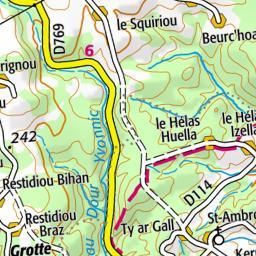 le Squiriou
D769
Beurc'hoa
6
rignou
Yvonnic
le Hélas
Huella
le Héla
Izella
242
Restidiou-Bihan
Dour
D114
Restidiou
Braz
Ty ar Gall
St-Ambro
Grotte
Ker